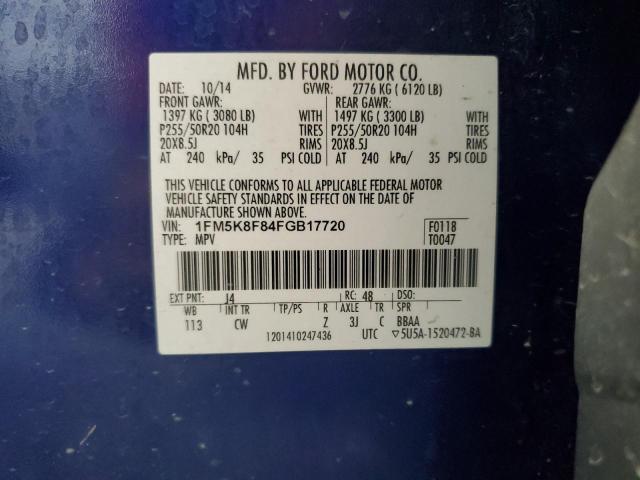 MFD. BY FORD MOTOR CO.
DATE: 10/14 GVWR: 2776 KG ( 6120 LB)
FRONT GAWR: REAR GAWR:
1397 KG ( 3080 LB) WITH 1497 KG ( 3300 LB)
P255/50R20 104H TIRES P255/50R20 104H
20X8.5J RIMS 20X8.5J
AT 240 kPa/ 35 PSI COLD AT 240 kPa/ 35 PSI COLD
THIS VEHICLE CONFORMS TO ALL APPLICABLE FEDERAL MOTOR
VEHICLE SAFETY STANDARDS IN EFFECT ON THE DATE OF
MANUFACTURE SHOWN ABOVE.
VIN: 1FM5K8F84FGB17720 F0118
TYPE: MPV T0047
EXT PNT: J4 RC: 48 DSO:
WB INT TR TP/PS R AXLE TR SPR
113 CW Z 3J C BBAA
1201410247436 UTC ▽5U5A-1520472-BA